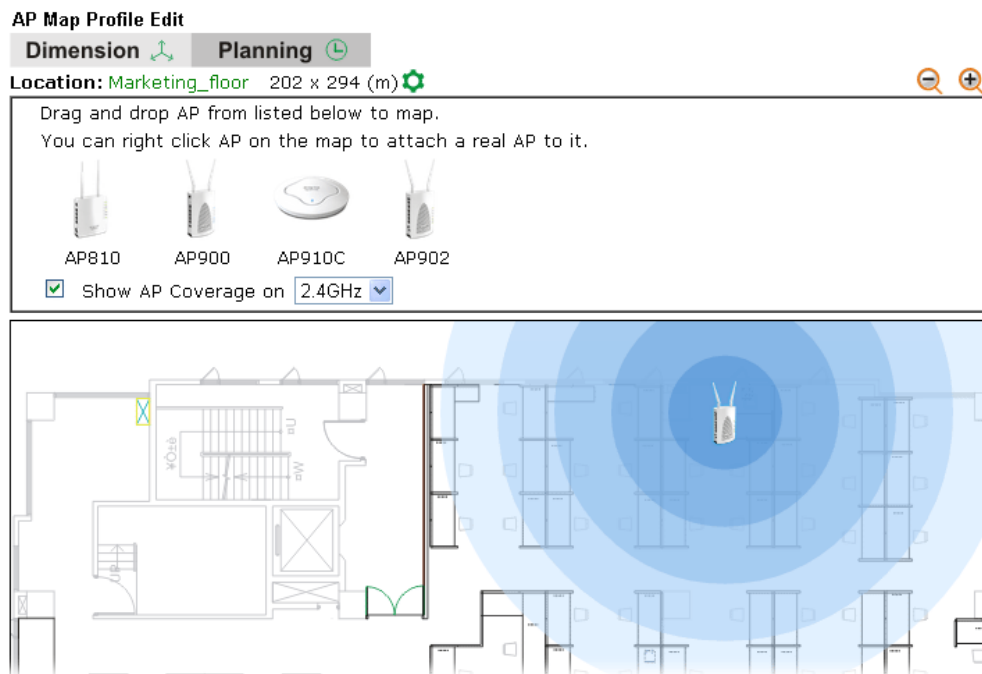 AP Map Profile Edit
Dimension Planning
Location: Marketing_floor 202 x 294 (m)
Drag and drop AP from listed below to map.
You can right click AP on the map to attach a real AP to it.
AP810 AP900 AP910C AP902
Show AP Coverage on 2.4GHz
UP